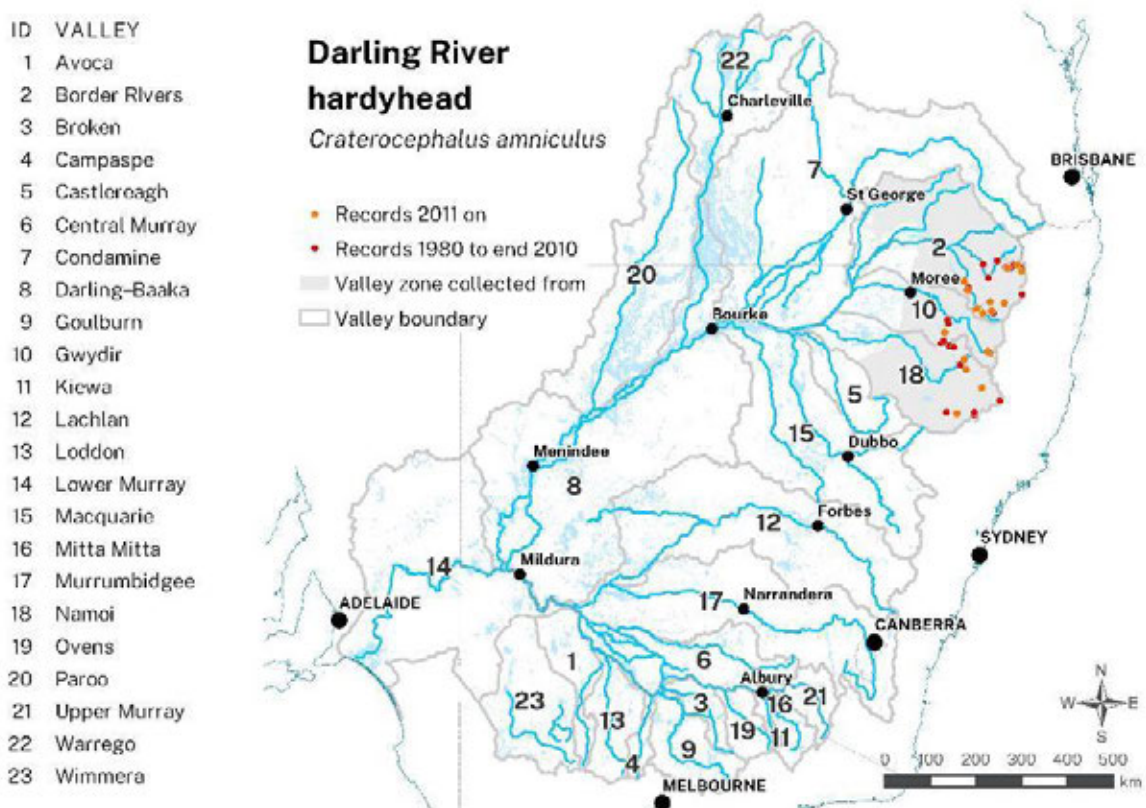 ID VALLEY
1 Avoca
2 Border RIvers
3 Broken
4 Campaspe
5 Castlereagh
6 Central Murray
7 Condamine
8 Darling–Baaka
9 Goulburn
10 Gwydir
11 Kiewa
12 Lachlan
13 Loddon
14 Lower Murray
15 Macquarie
16 Mitta Mitta
17 Murrumbidgee
18 Namoi
19 Ovens
20 Paroo
21 Upper Murray
22 Warrego
23 Wimmera
Darling River
hardyhead
Craterocephalus amniculus
Records 2011 on
Records 1980 to end 2010
Valley zone collected from
Valley boundary
22
Charleville
BRISBANE
7
St George
2
20
Moree
10
Bourke
18
5
15
Dubbo
Menindee
8
12
Forbes
SYDNEY
Mildura
14
17
Narrandera
ADELAIDE
CANBERRA
1
6
Albury
23
3
16
21
13
19
11
9
4
MELBOURNE
N
W E
S
0 100 200 300 400 500
km